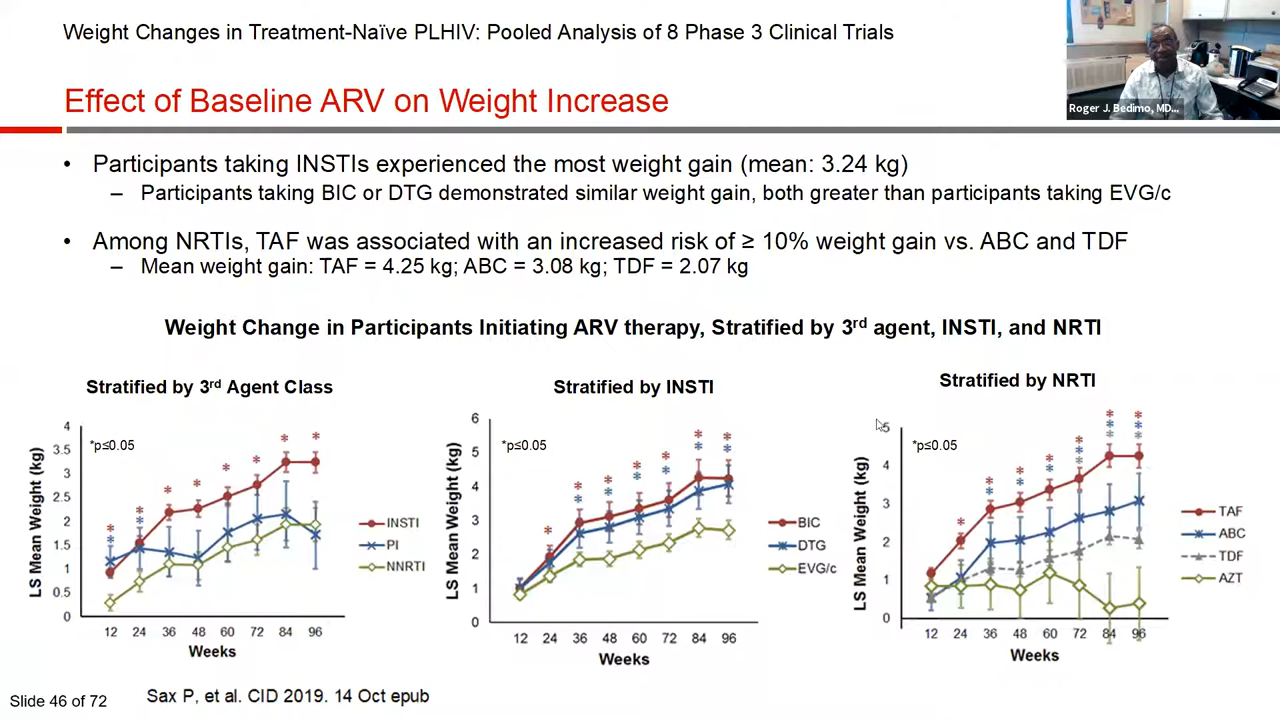 Weight Changes in Treatment-Naïve PLHIV: Pooled Analysis of 8 Phase 3 Clinical Trials
Roger J. Bedimo, MD...
Effect of Baseline ARV on Weight Increase
• Participants taking INSTIs experienced the most weight gain (mean: 3.24 kg)
– Participants taking BIC or DTG demonstrated similar weight gain, both greater than participants taking EVG/c
• Among NRTIs, TAF was associated with an increased risk of ≥ 10% weight gain vs. ABC and TDF
– Mean weight gain: TAF = 4.25 kg; ABC = 3.08 kg; TDF = 2.07 kg
Weight Change in Participants Initiating ARV therapy, Stratified by 3rd agent, INSTI, and NRTI
Stratified by 3rd Agent Class
LS Mean Weight (kg)
4
3.5
3
2.5
2
1.5
1
0.5
0
*p≤0.05
* * * * * * * *
* *
INSTI
PI
NNRTI
12 24 36 48 60 72 84 96
Weeks
Stratified by INSTI
LS Mean Weight (kg)
6
5
4
3
2
1
0
*p≤0.05
* * * * * * *
* * * * * *
BIC
DTG
EVG/c
12 24 36 48 60 72 84 96
Weeks
Stratified by NRTI
LS Mean Weight (kg)
5
4
3
2
1
0
*p≤0.05
* * * * * * *
* * * * * *
* * *
TAF
ABC
TDF
AZT
12 24 36 48 60 72 84 96
Weeks
Slide 46 of 72
Sax P, et al. CID 2019. 14 Oct epub